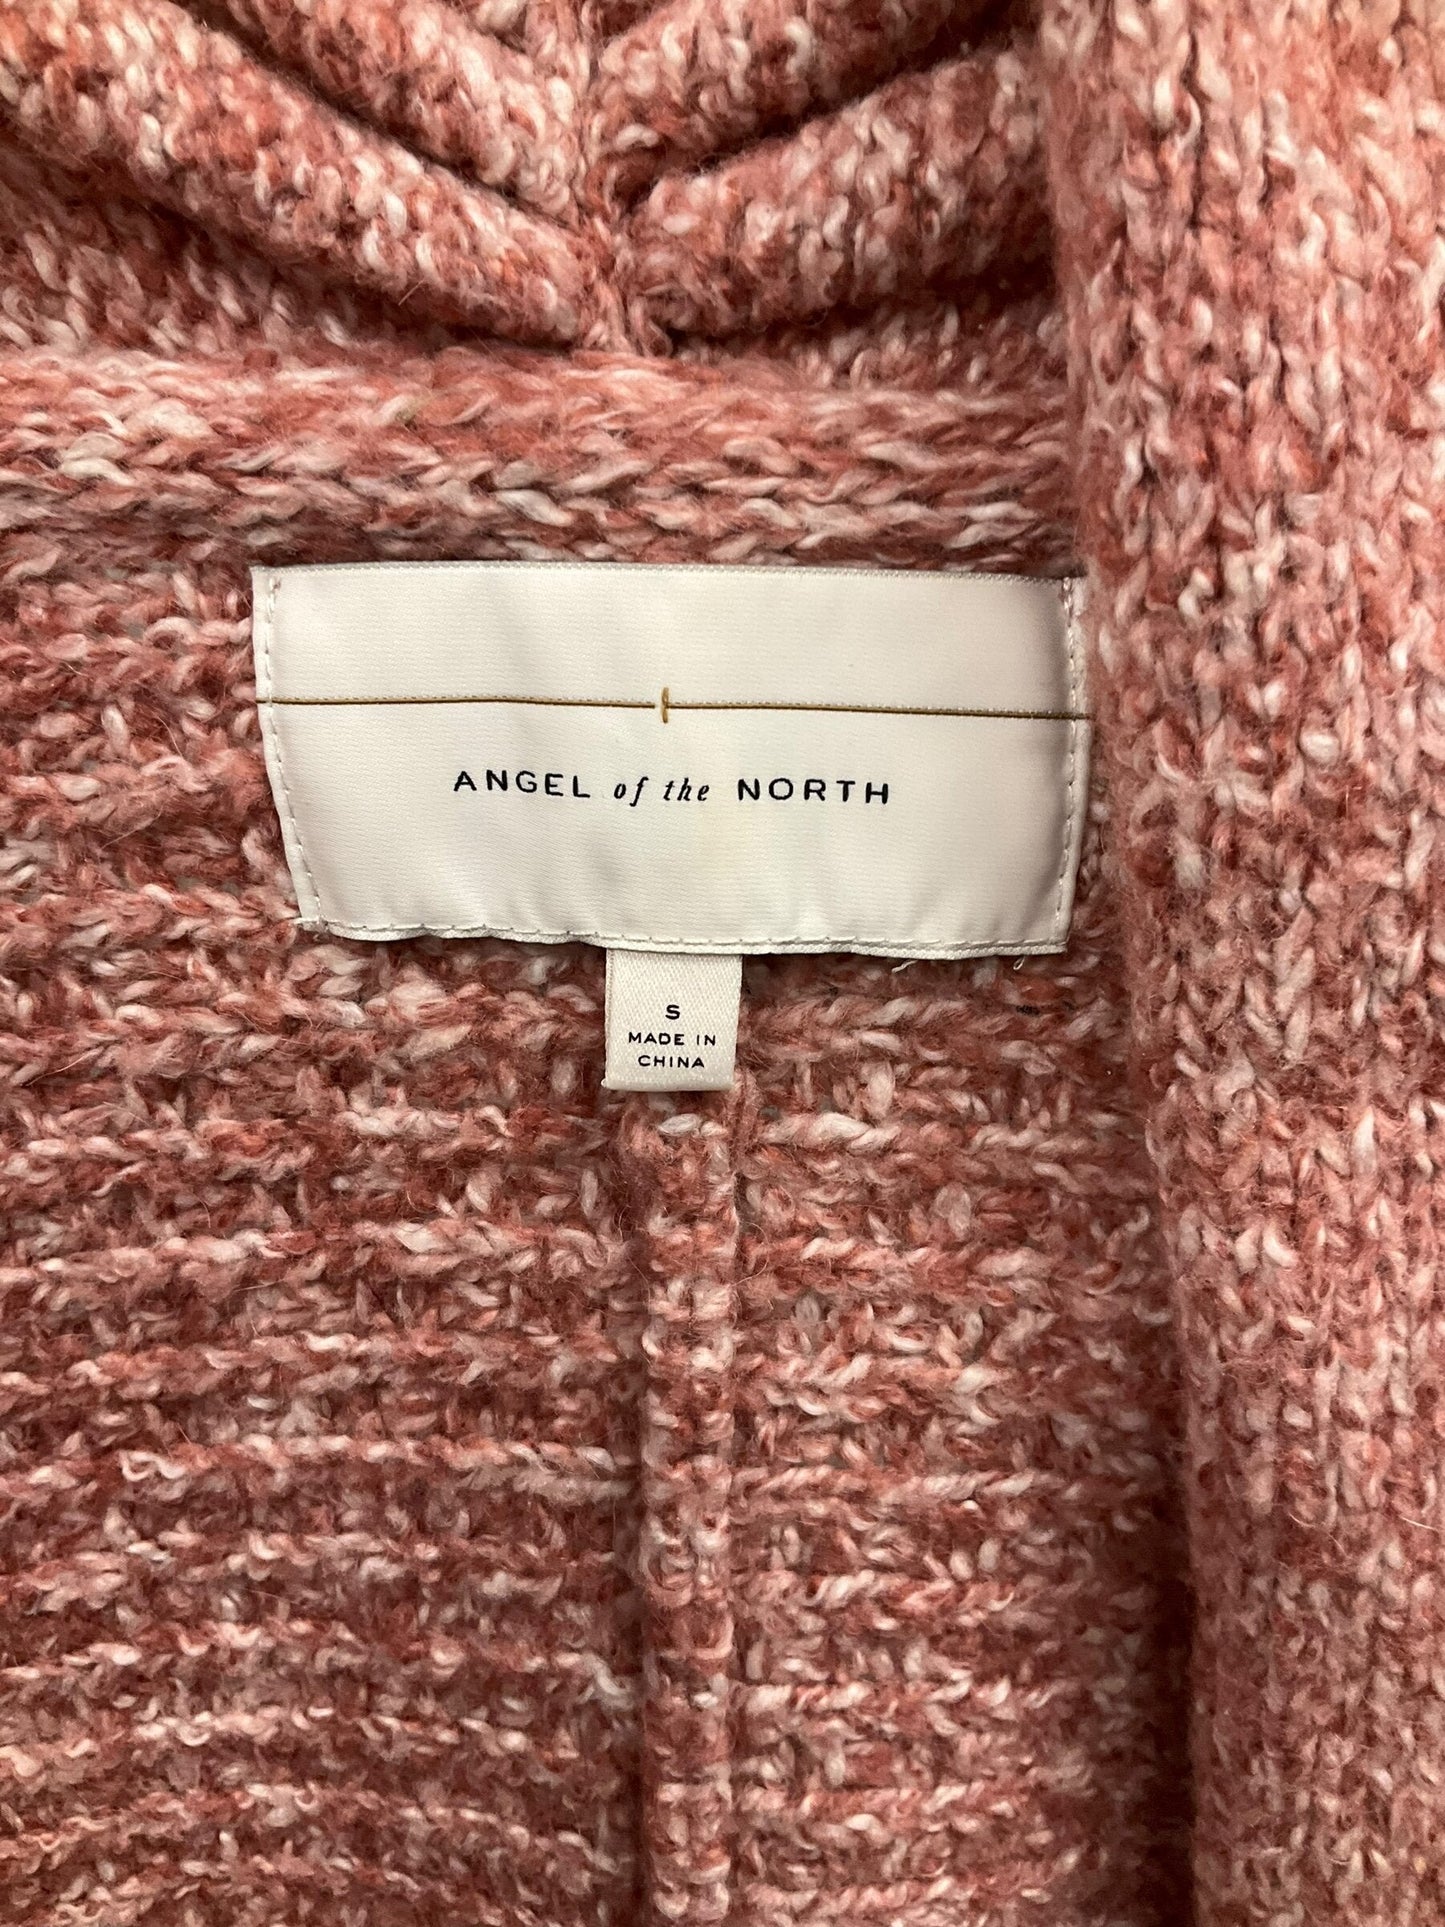 ANGEL of the NORTH
S
MADE IN
CHINA